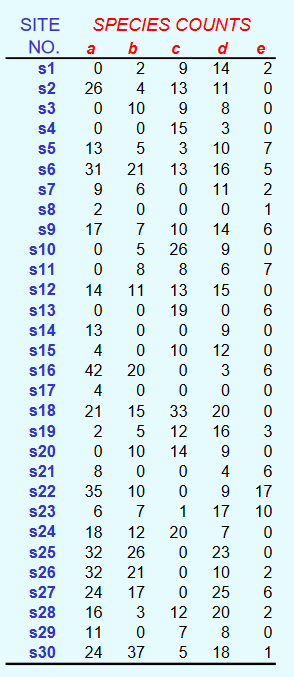 SITE SPECIES COUNTS
NO. a b c d e
s1 0 2 9 14 2
s2 26 4 13 11 0
s3 0 10 9 8 0
s4 0 0 15 3 0
s5 13 5 3 10 7
s6 31 21 13 16 5
s7 9 6 0 11 2
s8 2 0 0 0 1
s9 17 7 10 14 6
s10 0 5 26 9 0
s11 0 8 8 6 7
s12 14 11 13 15 0
s13 0 0 19 0 6
s14 13 0 0 9 0
s15 4 0 10 12 0
s16 42 20 0 3 6
s17 4 0 0 0 0
s18 21 15 33 20 0
s19 2 5 12 16 3
s20 0 10 14 9 0
s21 8 0 0 4 6
s22 35 10 0 9 17
s23 6 7 1 17 10
s24 18 12 20 7 0
s25 32 26 0 23 0
s26 32 21 0 10 2
s27 24 17 0 25 6
s28 16 3 12 20 2
s29 11 0 7 8 0
s30 24 37 5 18 1